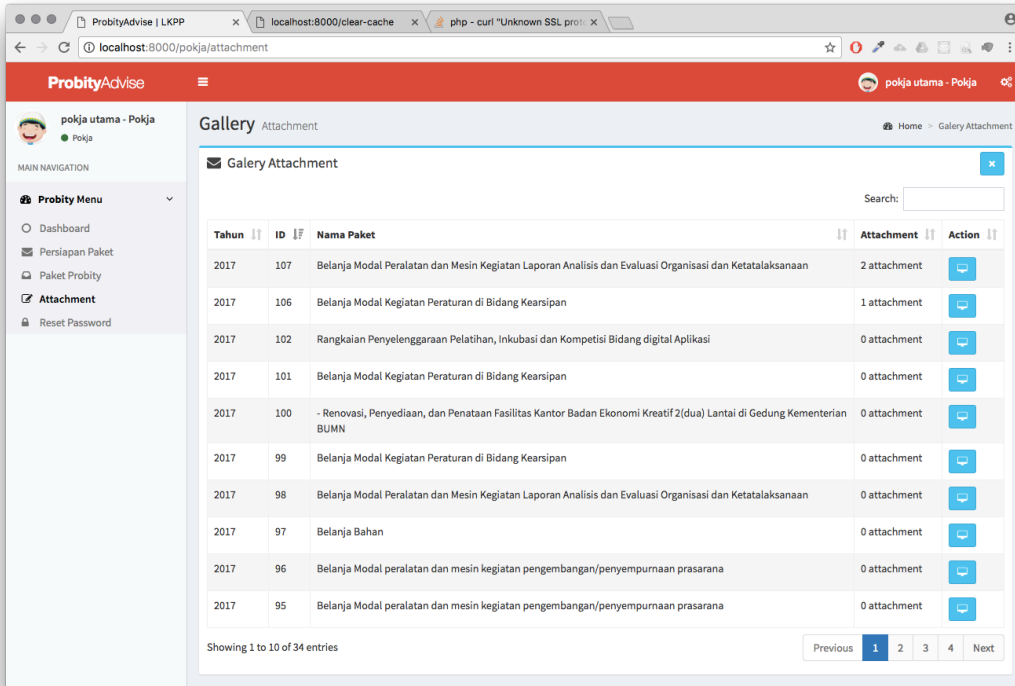 ProbityAdvise | LKPP
localhost:8000/clear-cache
php - curl "Unknown SSL proto
localhost:8000/pokja/attachment
ProbityAdvise
pokja utama - Pokja
pokja utama - Pokja
Pokja
MAIN NAVIGATION
Probity Menu
Dashboard
Persiapan Paket
Paket Probity
Attachment
Reset Password
Gallery Attachment
Home > Galery Attachment
Galery Attachment
Search:
Tahun ID Nama Paket Attachment Action
2017 107 Belanja Modal Peralatan dan Mesin Kegiatan Laporan Analisis dan Evaluasi Organisasi dan Ketatalaksanaan 2 attachment
2017 106 Belanja Modal Kegiatan Peraturan di Bidang Kearsipan 1 attachment
2017 102 Rangkaian Penyelenggaraan Pelatihan, Inkubasi dan Kompetisi Bidang digital Aplikasi 0 attachment
2017 101 Belanja Modal Kegiatan Peraturan di Bidang Kearsipan 0 attachment
2017 100 - Renovasi, Penyediaan, dan Penataan Fasilitas Kantor Badan Ekonomi Kreatif 2(dua) Lantai di Gedung Kementerian 0 attachment
BUMN
2017 99 Belanja Modal Kegiatan Peraturan di Bidang Kearsipan 0 attachment
2017 98 Belanja Modal Peralatan dan Mesin Kegiatan Laporan Analisis dan Evaluasi Organisasi dan Ketatalaksanaan 0 attachment
2017 97 Belanja Bahan 0 attachment
2017 96 Belanja Modal peralatan dan mesin kegiatan pengembangan/penyempurnaan prasarana 0 attachment
2017 95 Belanja Modal peralatan dan mesin kegiatan pengembangan/penyempurnaan prasarana 0 attachment
Showing 1 to 10 of 34 entries
Previous 1 2 3 4 Next